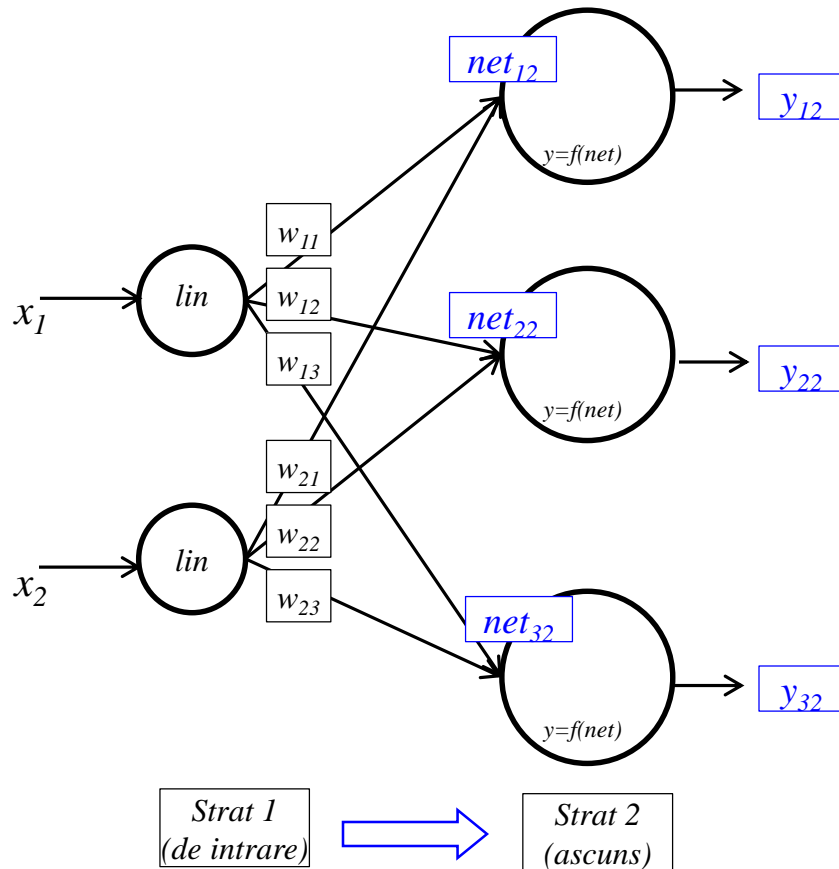 net12
y12
y=f(net)
w11
x1
lin
w12
net22
w13
y22
y=f(net)
w21
w22
x2
lin
w23
net32
y32
y=f(net)
Strat 1
(de intrare)
Strat 2
(ascuns)